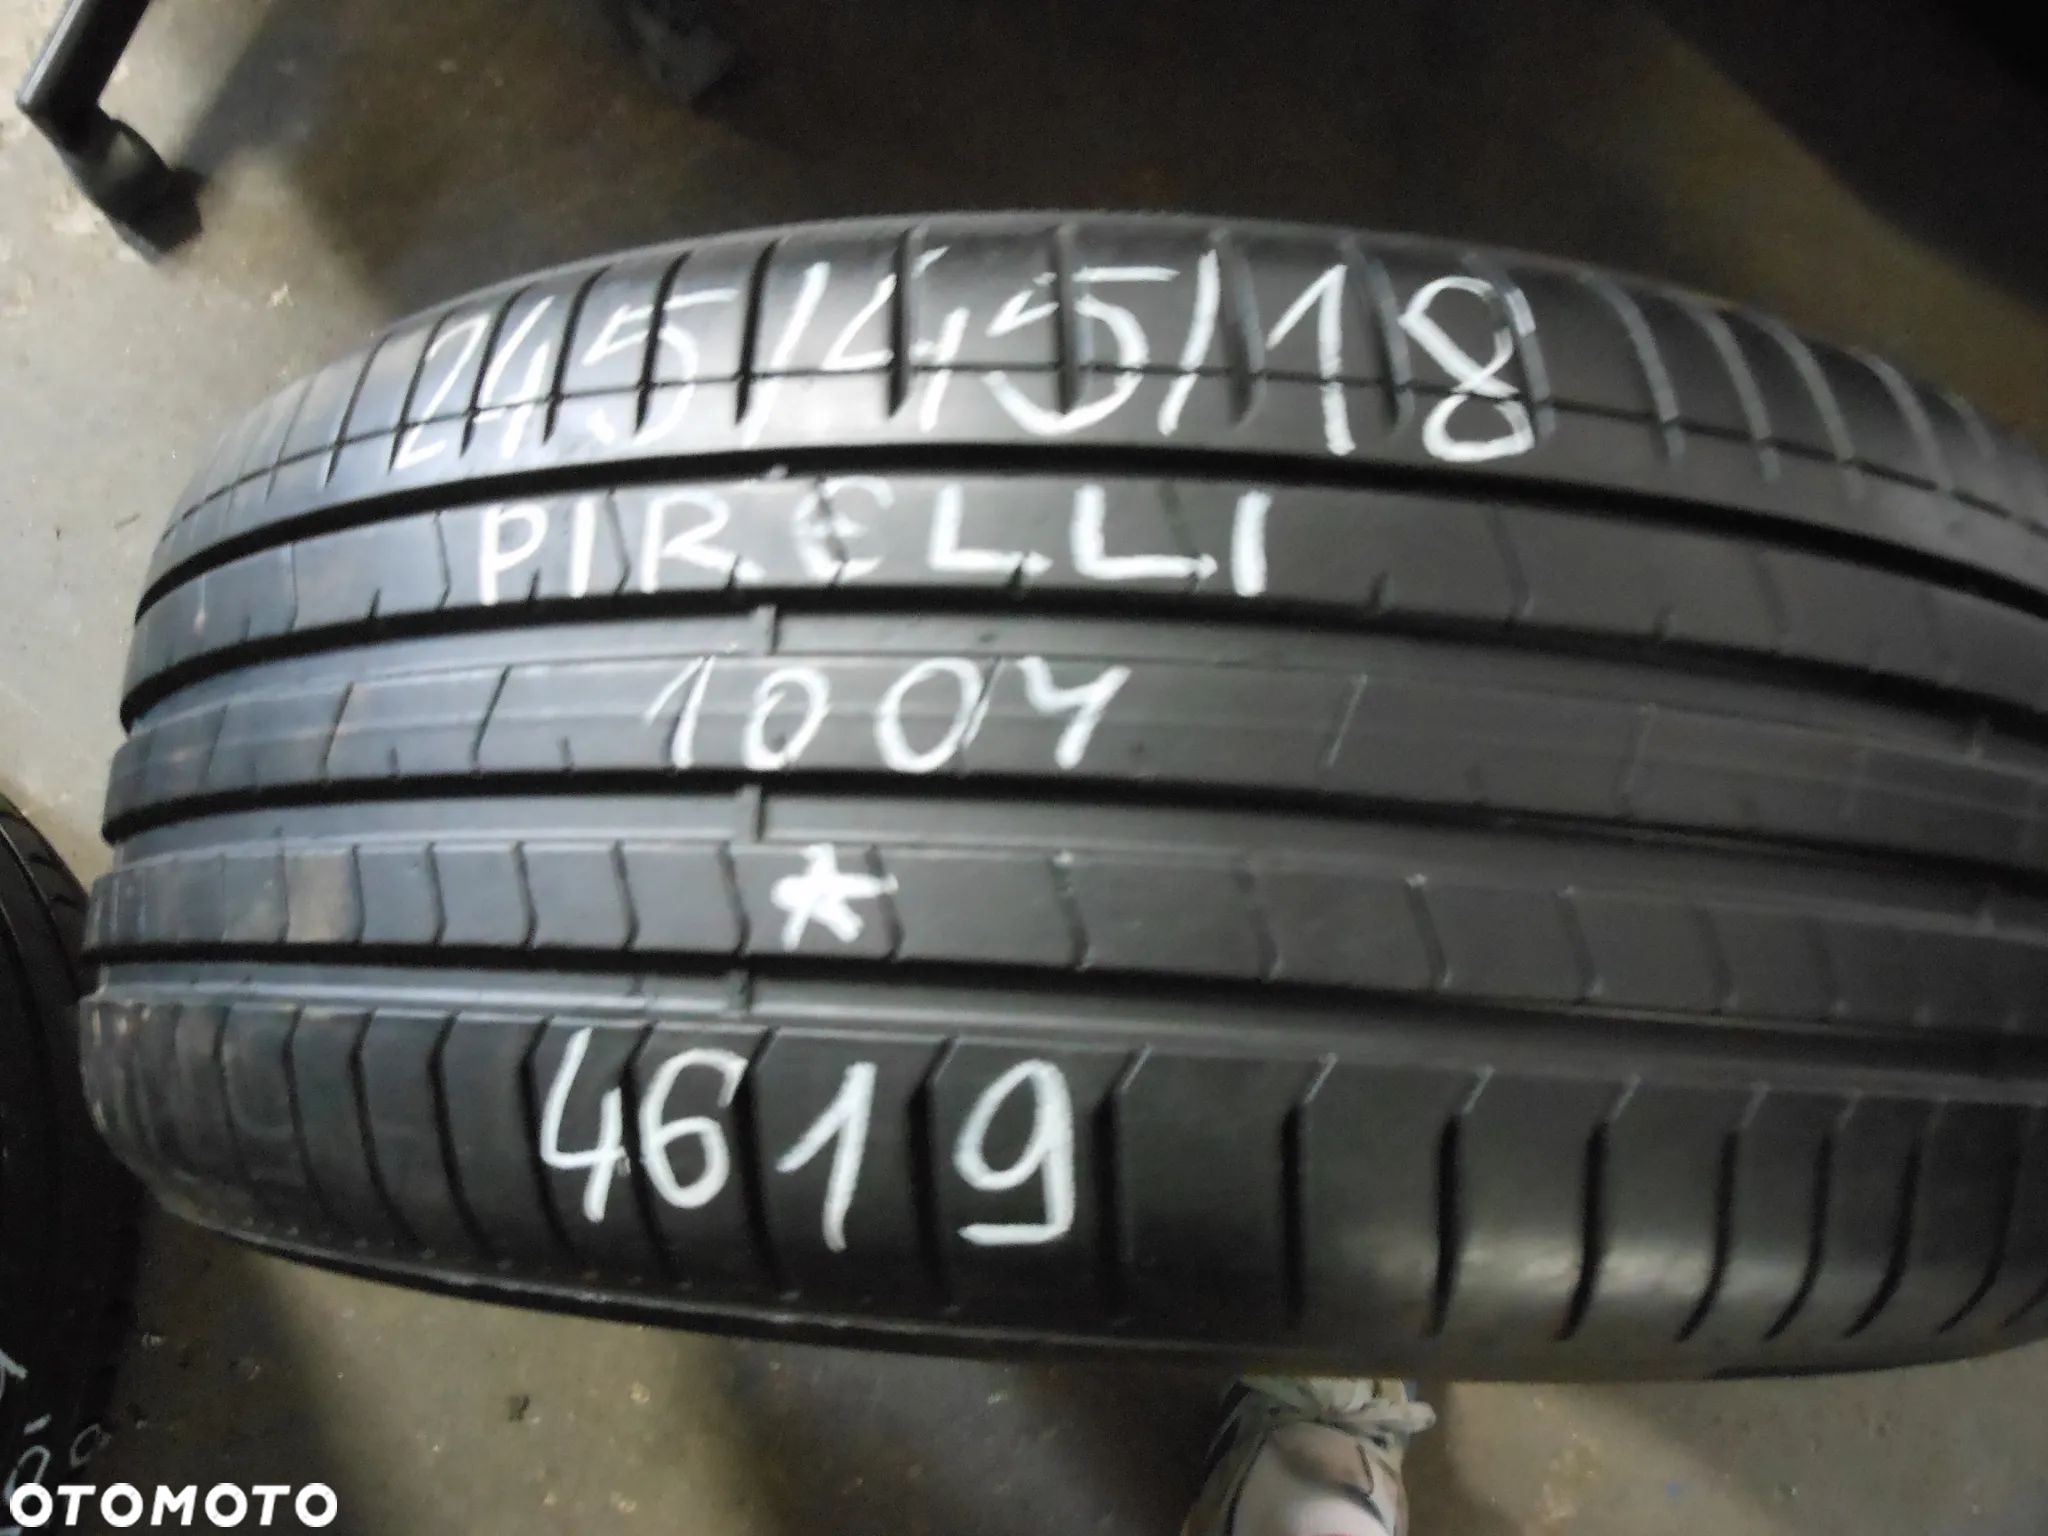 245/45/18
PIRELLI
100Y
*
4619
OTOMOTO